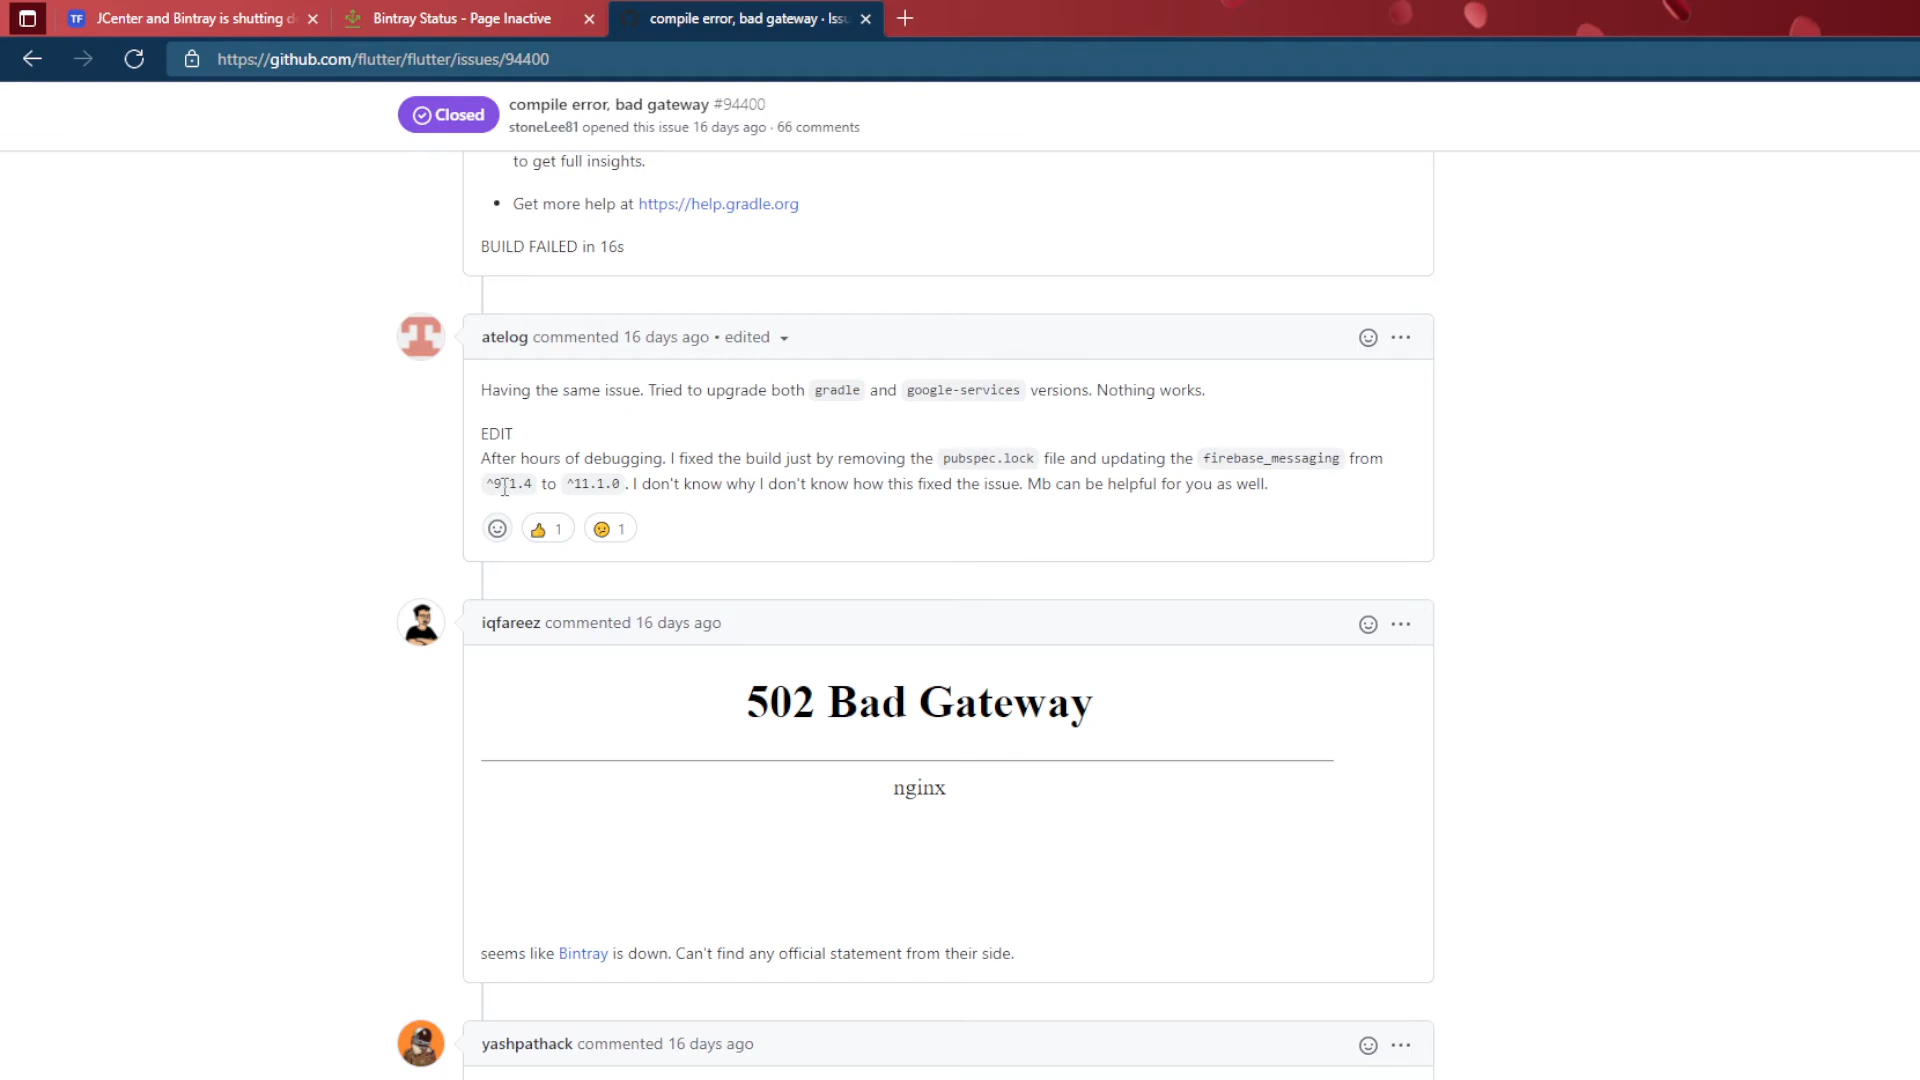 TF JCenter and Bintray is shutting d
Bintray Status - Page Inactive
compile error, bad gateway · Issu
https://github.com/flutter/flutter/issues/94400
Closed
compile error, bad gateway #94400
stoneLee81 opened this issue 16 days ago · 66 comments
to get full insights.
• Get more help at https://help.gradle.org
BUILD FAILED in 16s
atelog commented 16 days ago • edited
Having the same issue. Tried to upgrade both gradle and google-services versions. Nothing works.
EDIT
After hours of debugging. I fixed the build just by removing the pubspec.lock file and updating the firebase_messaging from
^9.1.4 to ^11.1.0 . I don't know why I don't know how this fixed the issue. Mb can be helpful for you as well.
1
1
iqfareez commented 16 days ago
502 Bad Gateway
nginx
seems like Bintray is down. Can't find any official statement from their side.
yashpathack commented 16 days ago